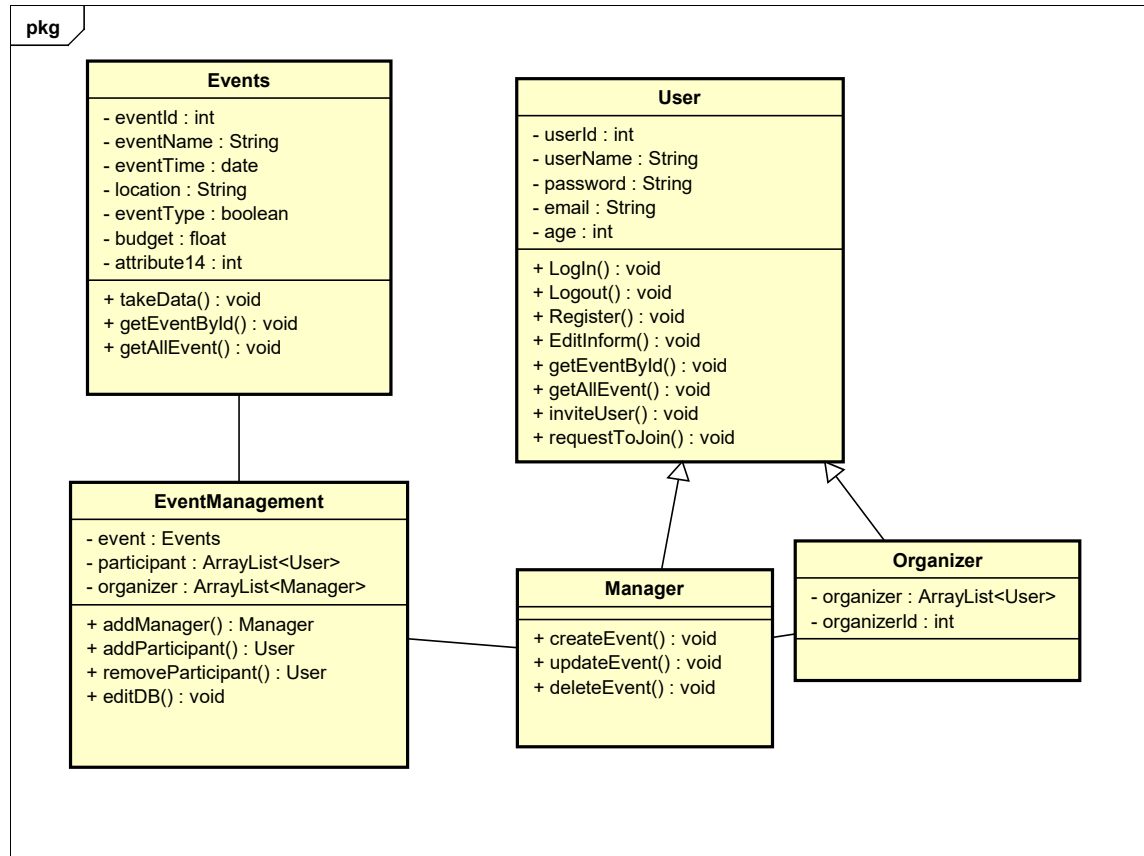 pkg
Events
- eventId : int
- eventName : String
- eventTime : date
- location : String
- eventType : boolean
- budget : float
- attribute14 : int
+ takeData() : void
+ getEventById() : void
+ getAllEvent() : void
User
- userId : int
- userName : String
- password : String
- email : String
- age : int
+ LogIn() : void
+ Logout() : void
+ Register() : void
+ EditInform() : void
+ getEventById() : void
+ getAllEvent() : void
+ inviteUser() : void
+ requestToJoin() : void
EventManagement
- event : Events
- participant : ArrayList<User>
- organizer : ArrayList<Manager>
+ addManager() : Manager
+ addParticipant() : User
+ removeParticipant() : User
+ editDB() : void
Manager
+ createEvent() : void
+ updateEvent() : void
+ deleteEvent() : void
Organizer
- organizer : ArrayList<User>
- organizerId : int